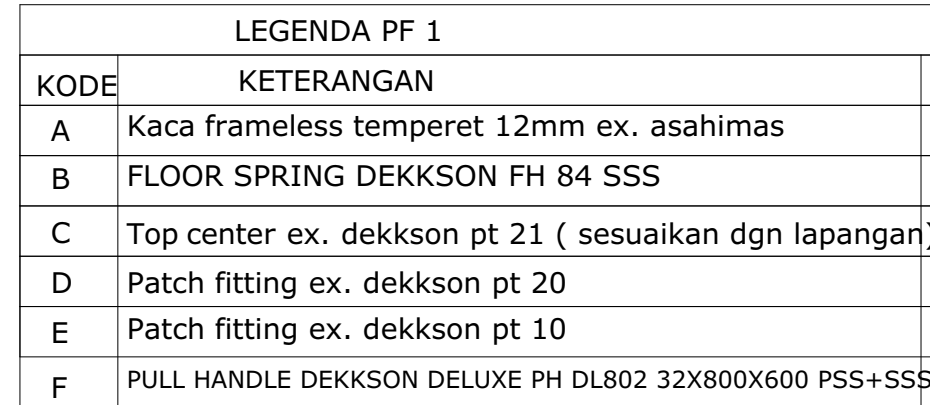 LEGENDA PF 1
KODE KETERANGAN
A Kaca frameless temperet 12mm ex. asahimas
B FLOOR SPRING DEKKSON FH 84 SSS
C Top center ex. dekkson pt 21 ( sesuaikan dgn lapangan)
D Patch fitting ex. dekkson pt 20
E Patch fitting ex. dekkson pt 10
F PULL HANDLE DEKKSON DELUXE PH DL802 32X800X600 PSS+SSS